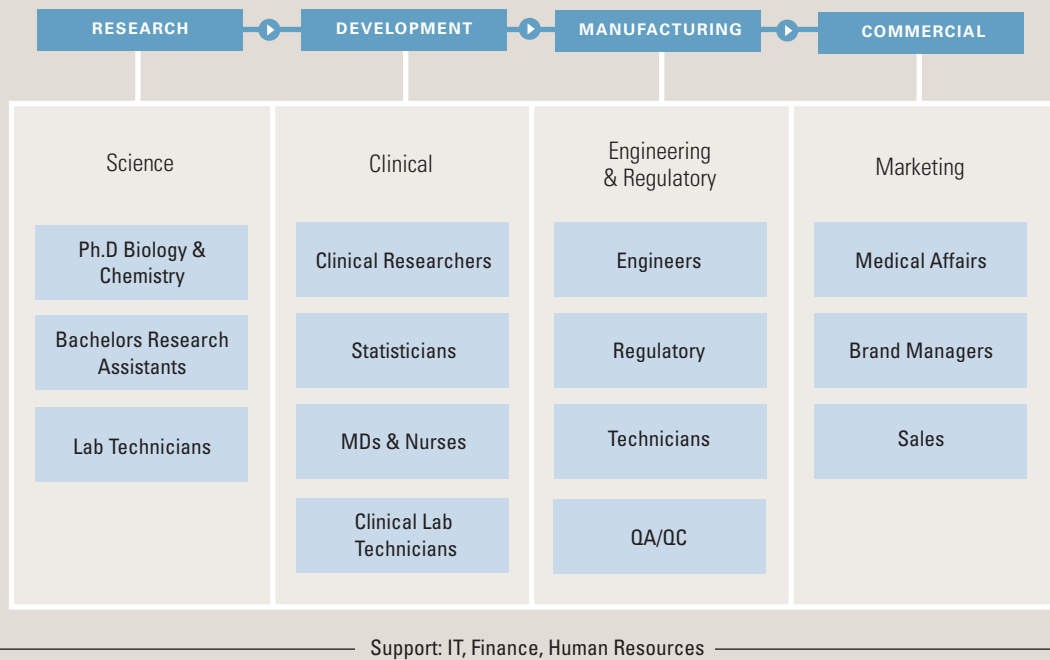 RESEARCH
DEVELOPMENT
MANUFACTURING
COMMERCIAL
Science
Ph.D Biology &
Chemistry
Bachelors Research
Assistants
Lab Technicians
Clinical
Clinical Researchers
Statisticians
MDs & Nurses
Clinical Lab
Technicians
Engineering
& Regulatory
Engineers
Regulatory
Technicians
QA/QC
Marketing
Medical Affairs
Brand Managers
Sales
Support: IT, Finance, Human Resources